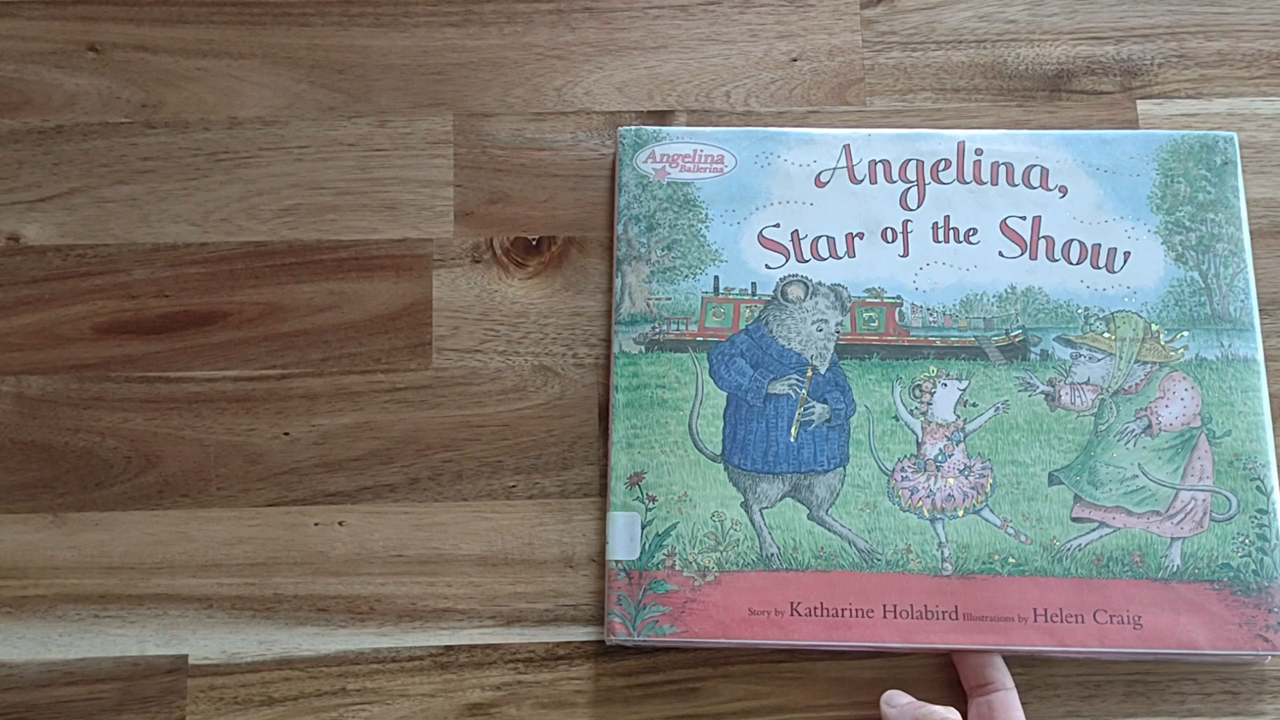 Angelina
Ballerina
Angelina,
Star of the Show
Story by Katharine Holabird Illustrations by Helen Craig